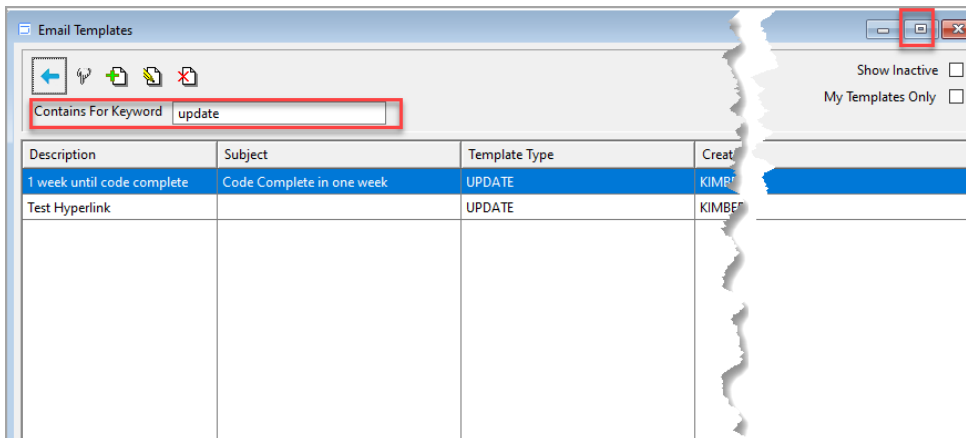 Email Templates
Show Inactive
My Templates Only
Contains For Keyword update
Description Subject Template Type
1 week until code complete Code Complete in one week UPDATE
Test Hyperlink UPDATE